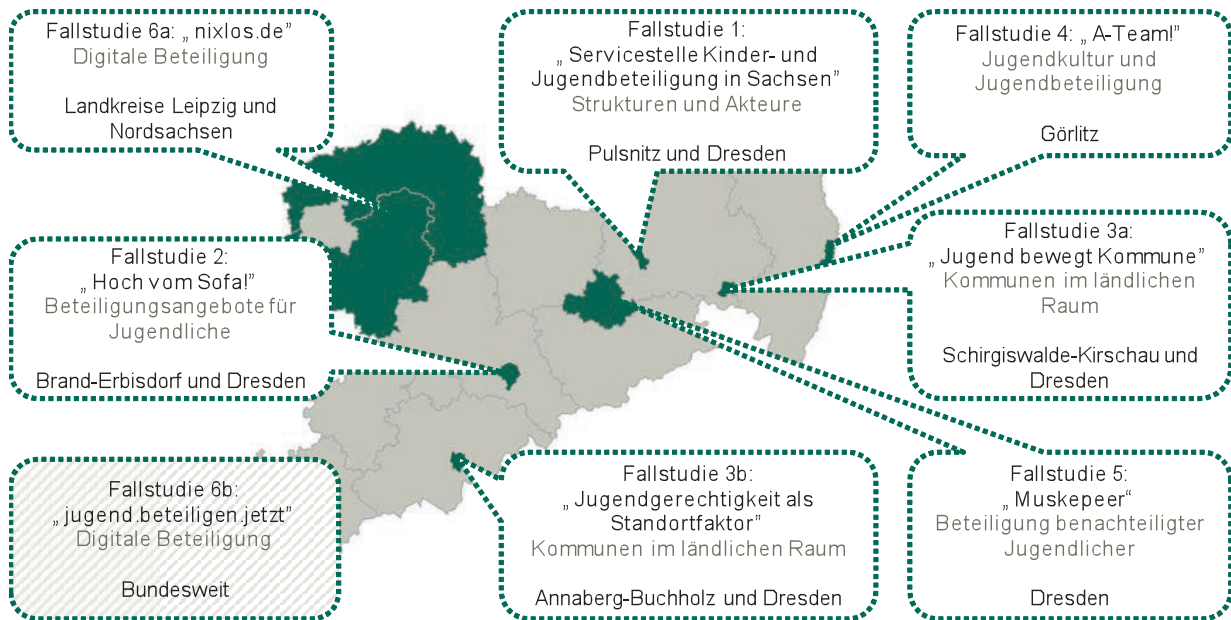 Fallstudie 6a: „nixlos.de"
Digitale Beteiligung
Landkreise Leipzig und
Nordsachsen
Fallstudie 1:
„Servicestelle Kinder- und
Jugendbeteiligung in Sachsen"
Strukturen und Akteure
Pulsnitz und Dresden
Fallstudie 4: „A-Team!"
Jugendkultur und
Jugendbeteiligung
Görlitz
Fallstudie 2:
„Hoch vom Sofa!"
Beteiligungsangebote für
Jugendliche
Brand-Erbisdorf und Dresden
Fallstudie 3a:
„Jugend bewegt Kommune"
Kommunen im ländlichen
Raum
Schirgiswalde-Kirschau und
Dresden
Fallstudie 6b:
„jugend.beteiligen.jetzt"
Digitale Beteiligung
Bundesweit
Fallstudie 3b:
„Jugendgerechtigkeit als
Standortfaktor"
Kommunen im ländlichen Raum
Annaberg-Buchholz und Dresden
Fallstudie 5:
„Muskepeer"
Beteiligung benachteiligter
Jugendlicher
Dresden